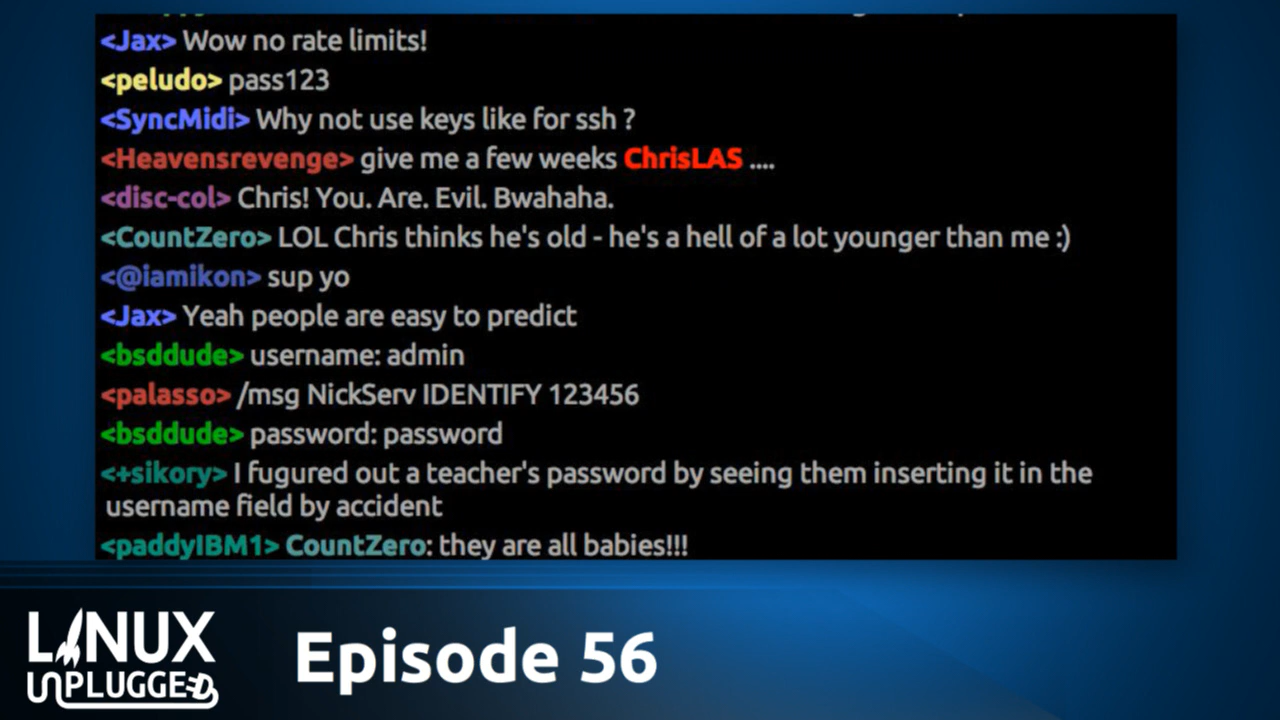 <Jax> Wow no rate limits!
<peludo> pass123
<SyncMidi> Why not use keys like for ssh ?
<Heavensrevenge> give me a few weeks ChrisLAS ....
<disc-col> Chris! You. Are. Evil. Bwahaha.
<CountZero> LOL Chris thinks he's old - he's a hell of a lot younger than me :)
<@iamikon> sup yo
<Jax> Yeah people are easy to predict
<bsddude> username: admin
<palasso> /msg NickServ IDENTIFY 123456
<bsddude> password: password
<+sikory> I fugured out a teacher's password by seeing them inserting it in the
username field by accident
<paddyIBM1> CountZero: they are all babies!!!
LINUX
UNPLUGGED
Episode 56